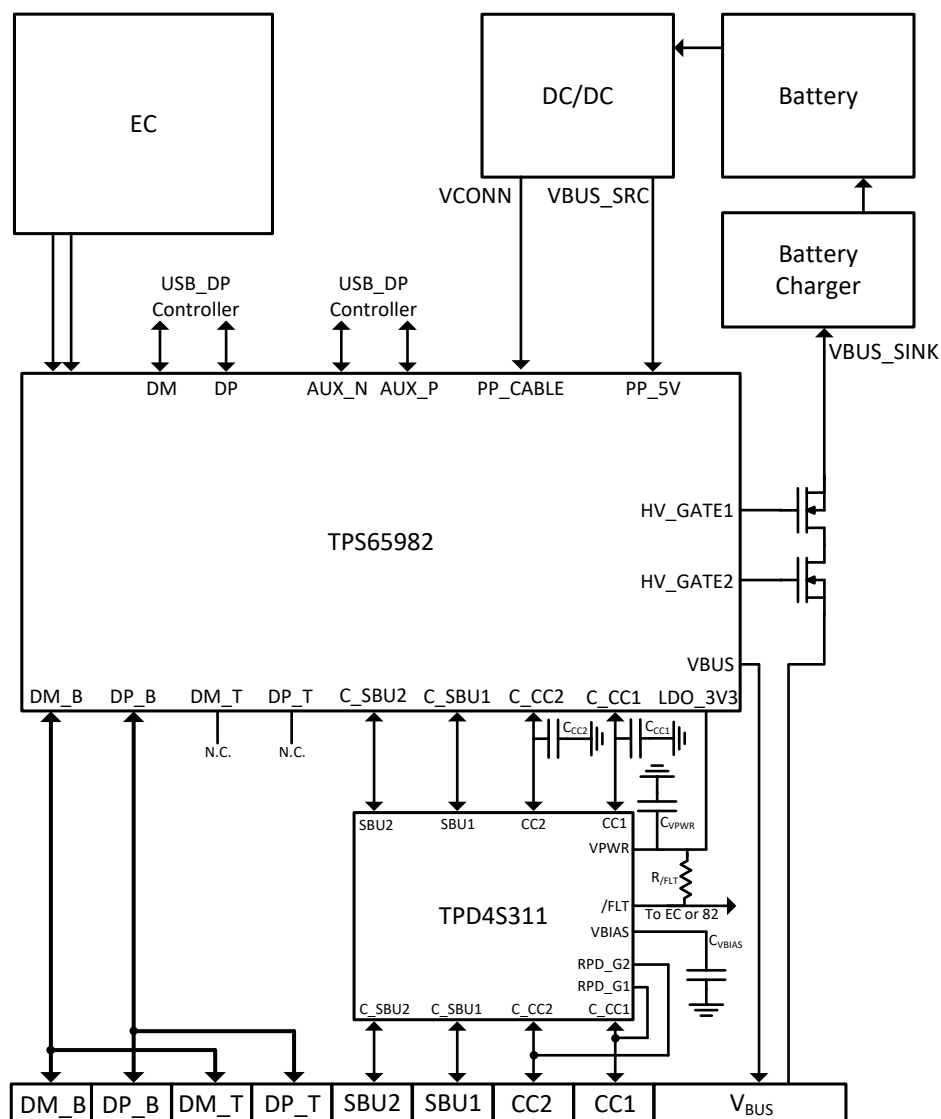 EC
DC/DC
Battery
VCONN
VBUS_SRC
Battery
Charger
USB_DP
Controller
USB_DP
Controller
VBUS_SINK
DM
DP
AUX_N
AUX_P
PP_CABLE
PP_5V
HV_GATE1
TPS65982
HV_GATE2
VBUS
DM_B
DP_B
DM_T
DP_T
C_SBU2
C_SBU1
C_CC2
C_CC1
LDO_3V3
N.C.
N.C.
CCC2
CCC1
SBU2
SBU1
CC2
CC1
CVPWR
VPWR
R/FLT
/FLT
To EC or 82
TPD4S311
VBIAS
CVBIAS
RPD_G2
RPD_G1
C_SBU2
C_SBU1
C_CC2
C_CC1
DM_B
DP_B
DM_T
DP_T
SBU2
SBU1
CC2
CC1
VBUS